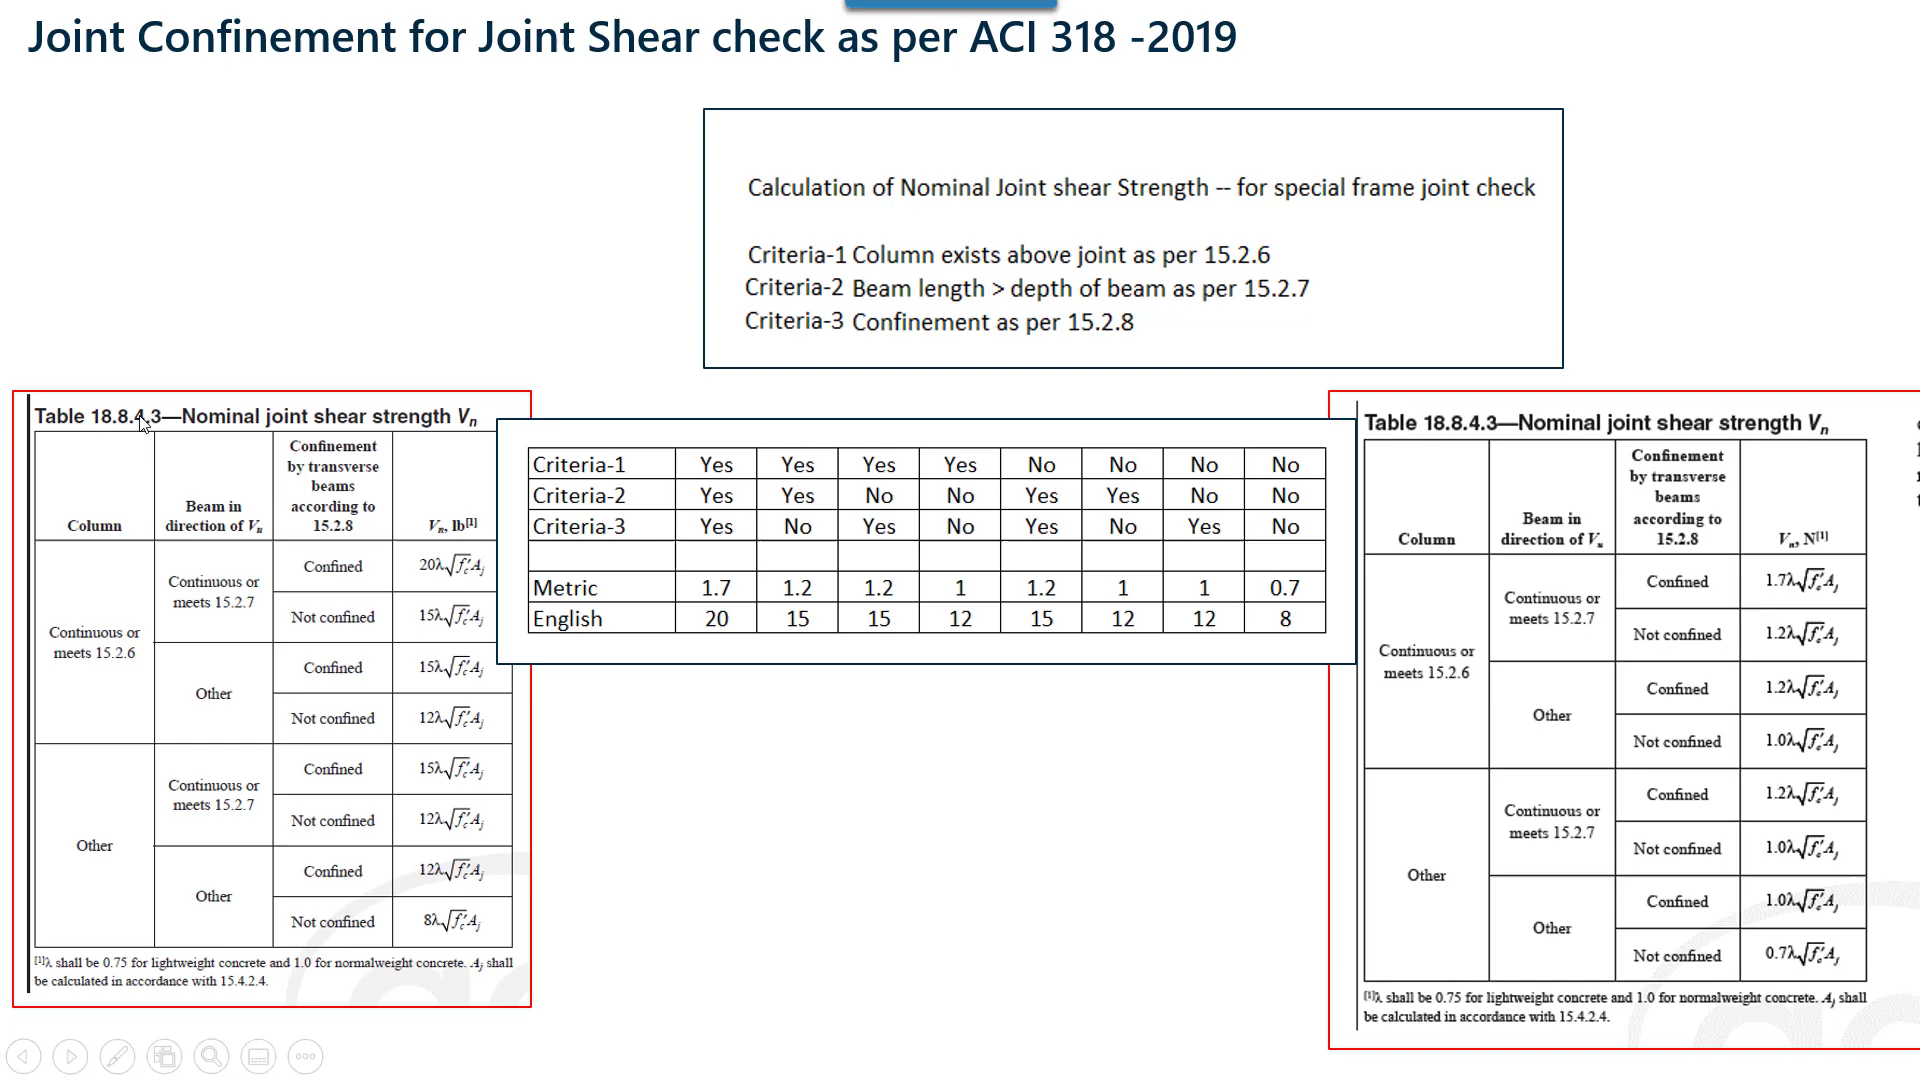 Joint Confinement for Joint Shear check as per ACI 318 -2019
Calculation of Nominal Joint shear Strength -- for special frame joint check
Criteria-1 Column exists above joint as per 15.2.6
Criteria-2 Beam length > depth of beam as per 15.2.7
Criteria-3 Confinement as per 15.2.8
Table 18.8.4.3—Nominal joint shear strength Vn
Column
Beam in
direction of Vu
Confinement
by transverse
beams
according to
15.2.8
Vn, lb[1]
Continuous or
meets 15.2.6
Continuous or
meets 15.2.7
Confined
20λ√fc′Aj
Not confined
15λ√fc′Aj
Other
Confined
15λ√fc′Aj
Not confined
12λ√fc′Aj
Other
Continuous or
meets 15.2.7
Confined
15λ√fc′Aj
Not confined
12λ√fc′Aj
Other
Confined
12λ√fc′Aj
Not confined
8λ√fc′Aj
[1]λ shall be 0.75 for lightweight concrete and 1.0 for normalweight concrete. Aj shall
be calculated in accordance with 15.4.2.4.
Criteria-1 Yes Yes Yes Yes No No No No
Criteria-2 Yes Yes No No Yes Yes No No
Criteria-3 Yes No Yes No Yes No Yes No
Metric 1.7 1.2 1.2 1 1.2 1 1 0.7
English 20 15 15 12 15 12 12 8
Table 18.8.4.3—Nominal joint shear strength Vn
Column
Beam in
direction of Vu
Confinement
by transverse
beams
according to
15.2.8
Vn, N[1]
Continuous or
meets 15.2.6
Continuous or
meets 15.2.7
Confined
1.7λ√fc′Aj
Not confined
1.2λ√fc′Aj
Other
Confined
1.2λ√fc′Aj
Not confined
1.0λ√fc′Aj
Other
Continuous or
meets 15.2.7
Confined
1.2λ√fc′Aj
Not confined
1.0λ√fc′Aj
Other
Confined
1.0λ√fc′Aj
Not confined
0.7λ√fc′Aj
[1]λ shall be 0.75 for lightweight concrete and 1.0 for normalweight concrete. Aj shall
be calculated in accordance with 15.4.2.4.